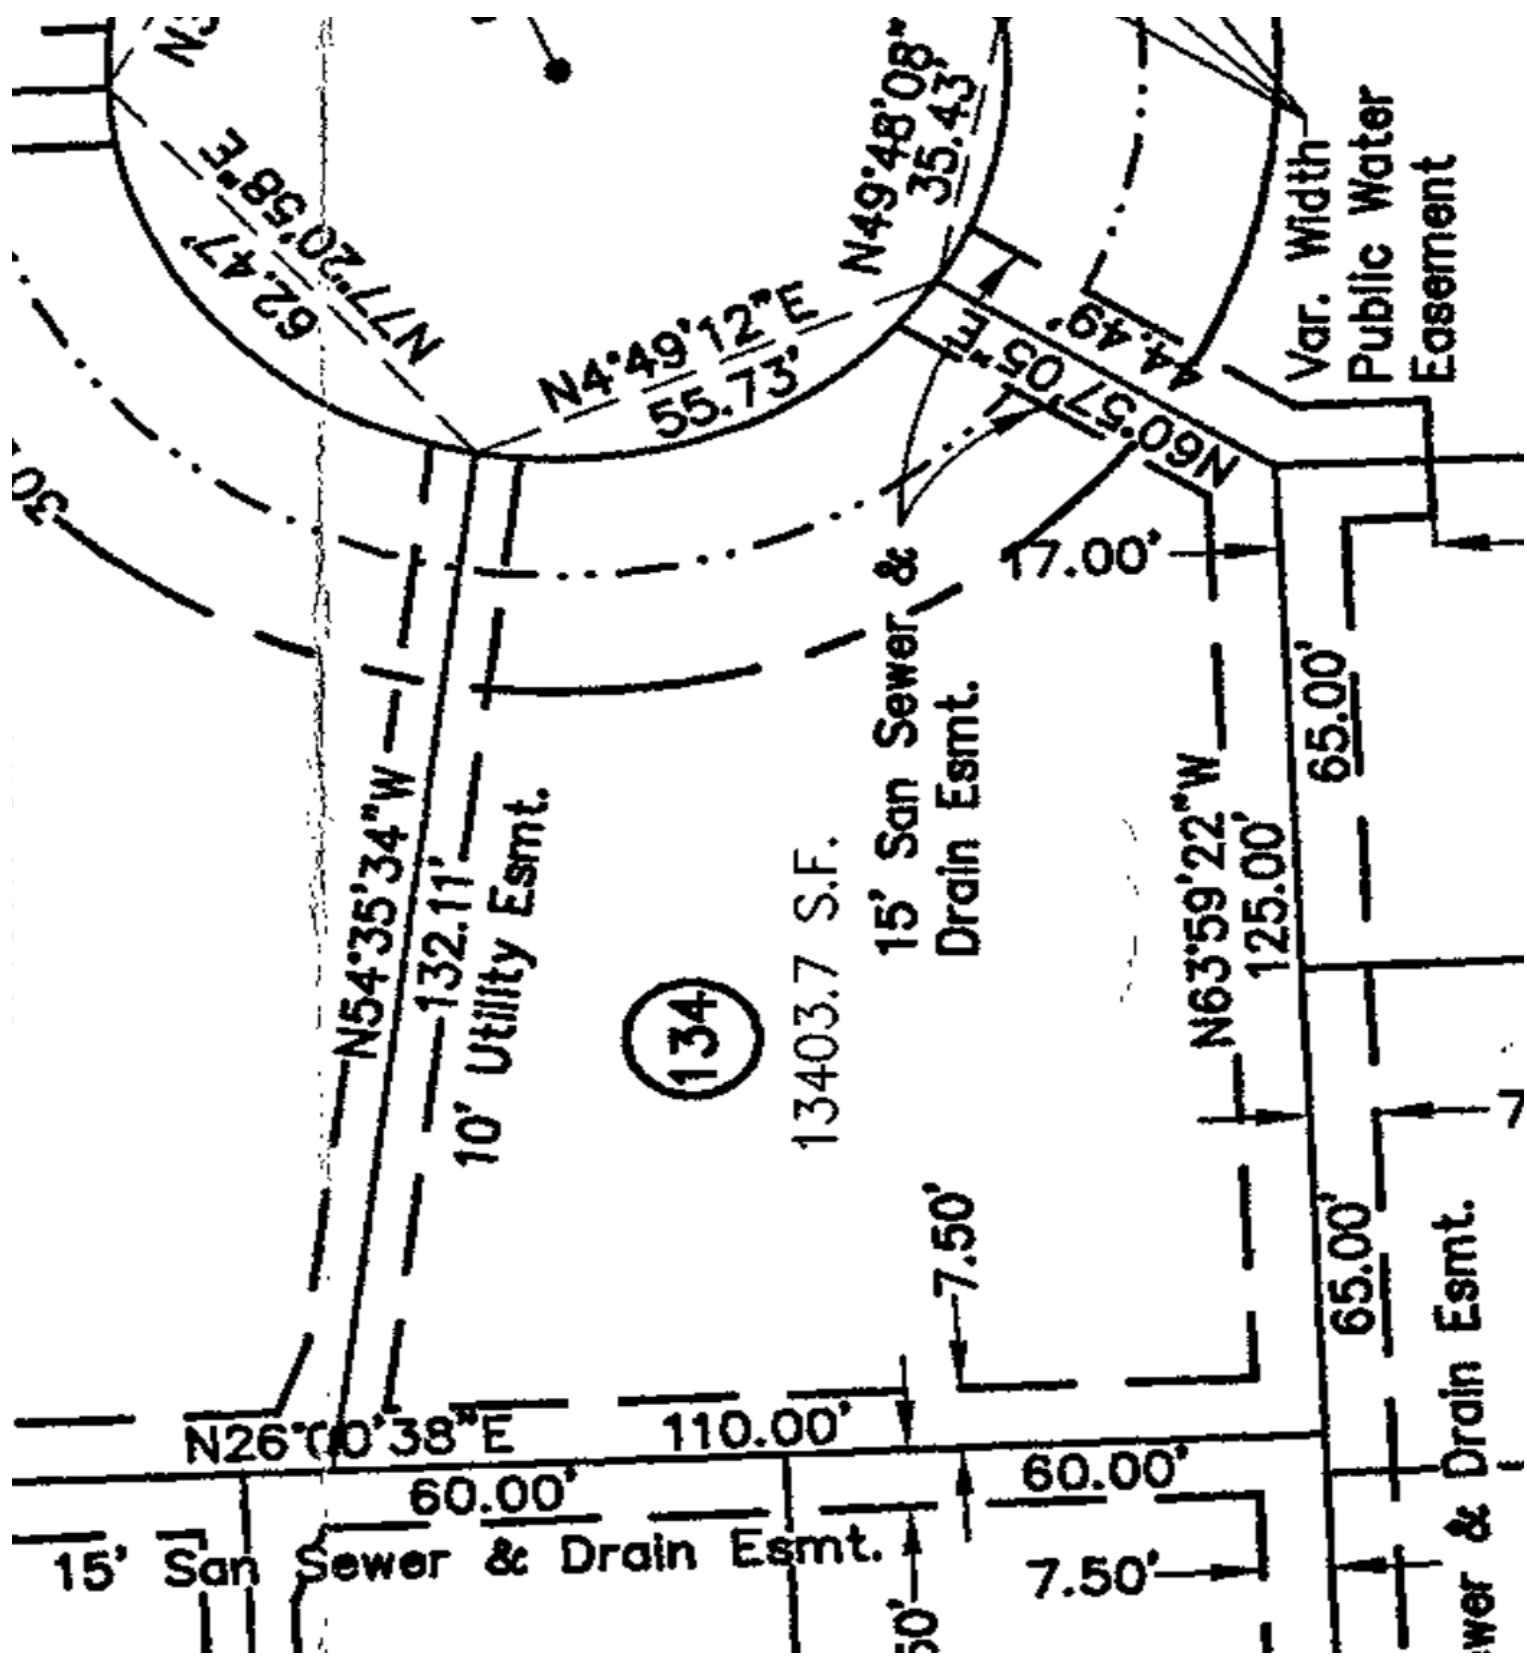 N77°20'58"E
62.47'
N49°48'08"
35.43'
N4°49'12"E
55.73'
N60°57'05"E
44.49'
Var. Width
Public Water
Easement
17.00'
15' San Sewer &
Drain Esmt.
65.00'
N54°35'34"W
132.11'
10' Utility Esmt.
134
13403.7 S.F.
N63°59'22"W
125.00'
7.50'
65.00'
N26°00'38"E
110.00'
60.00'
60.00'
15' San Sewer & Drain Esmt.
7.50'
& Drain Esmt.